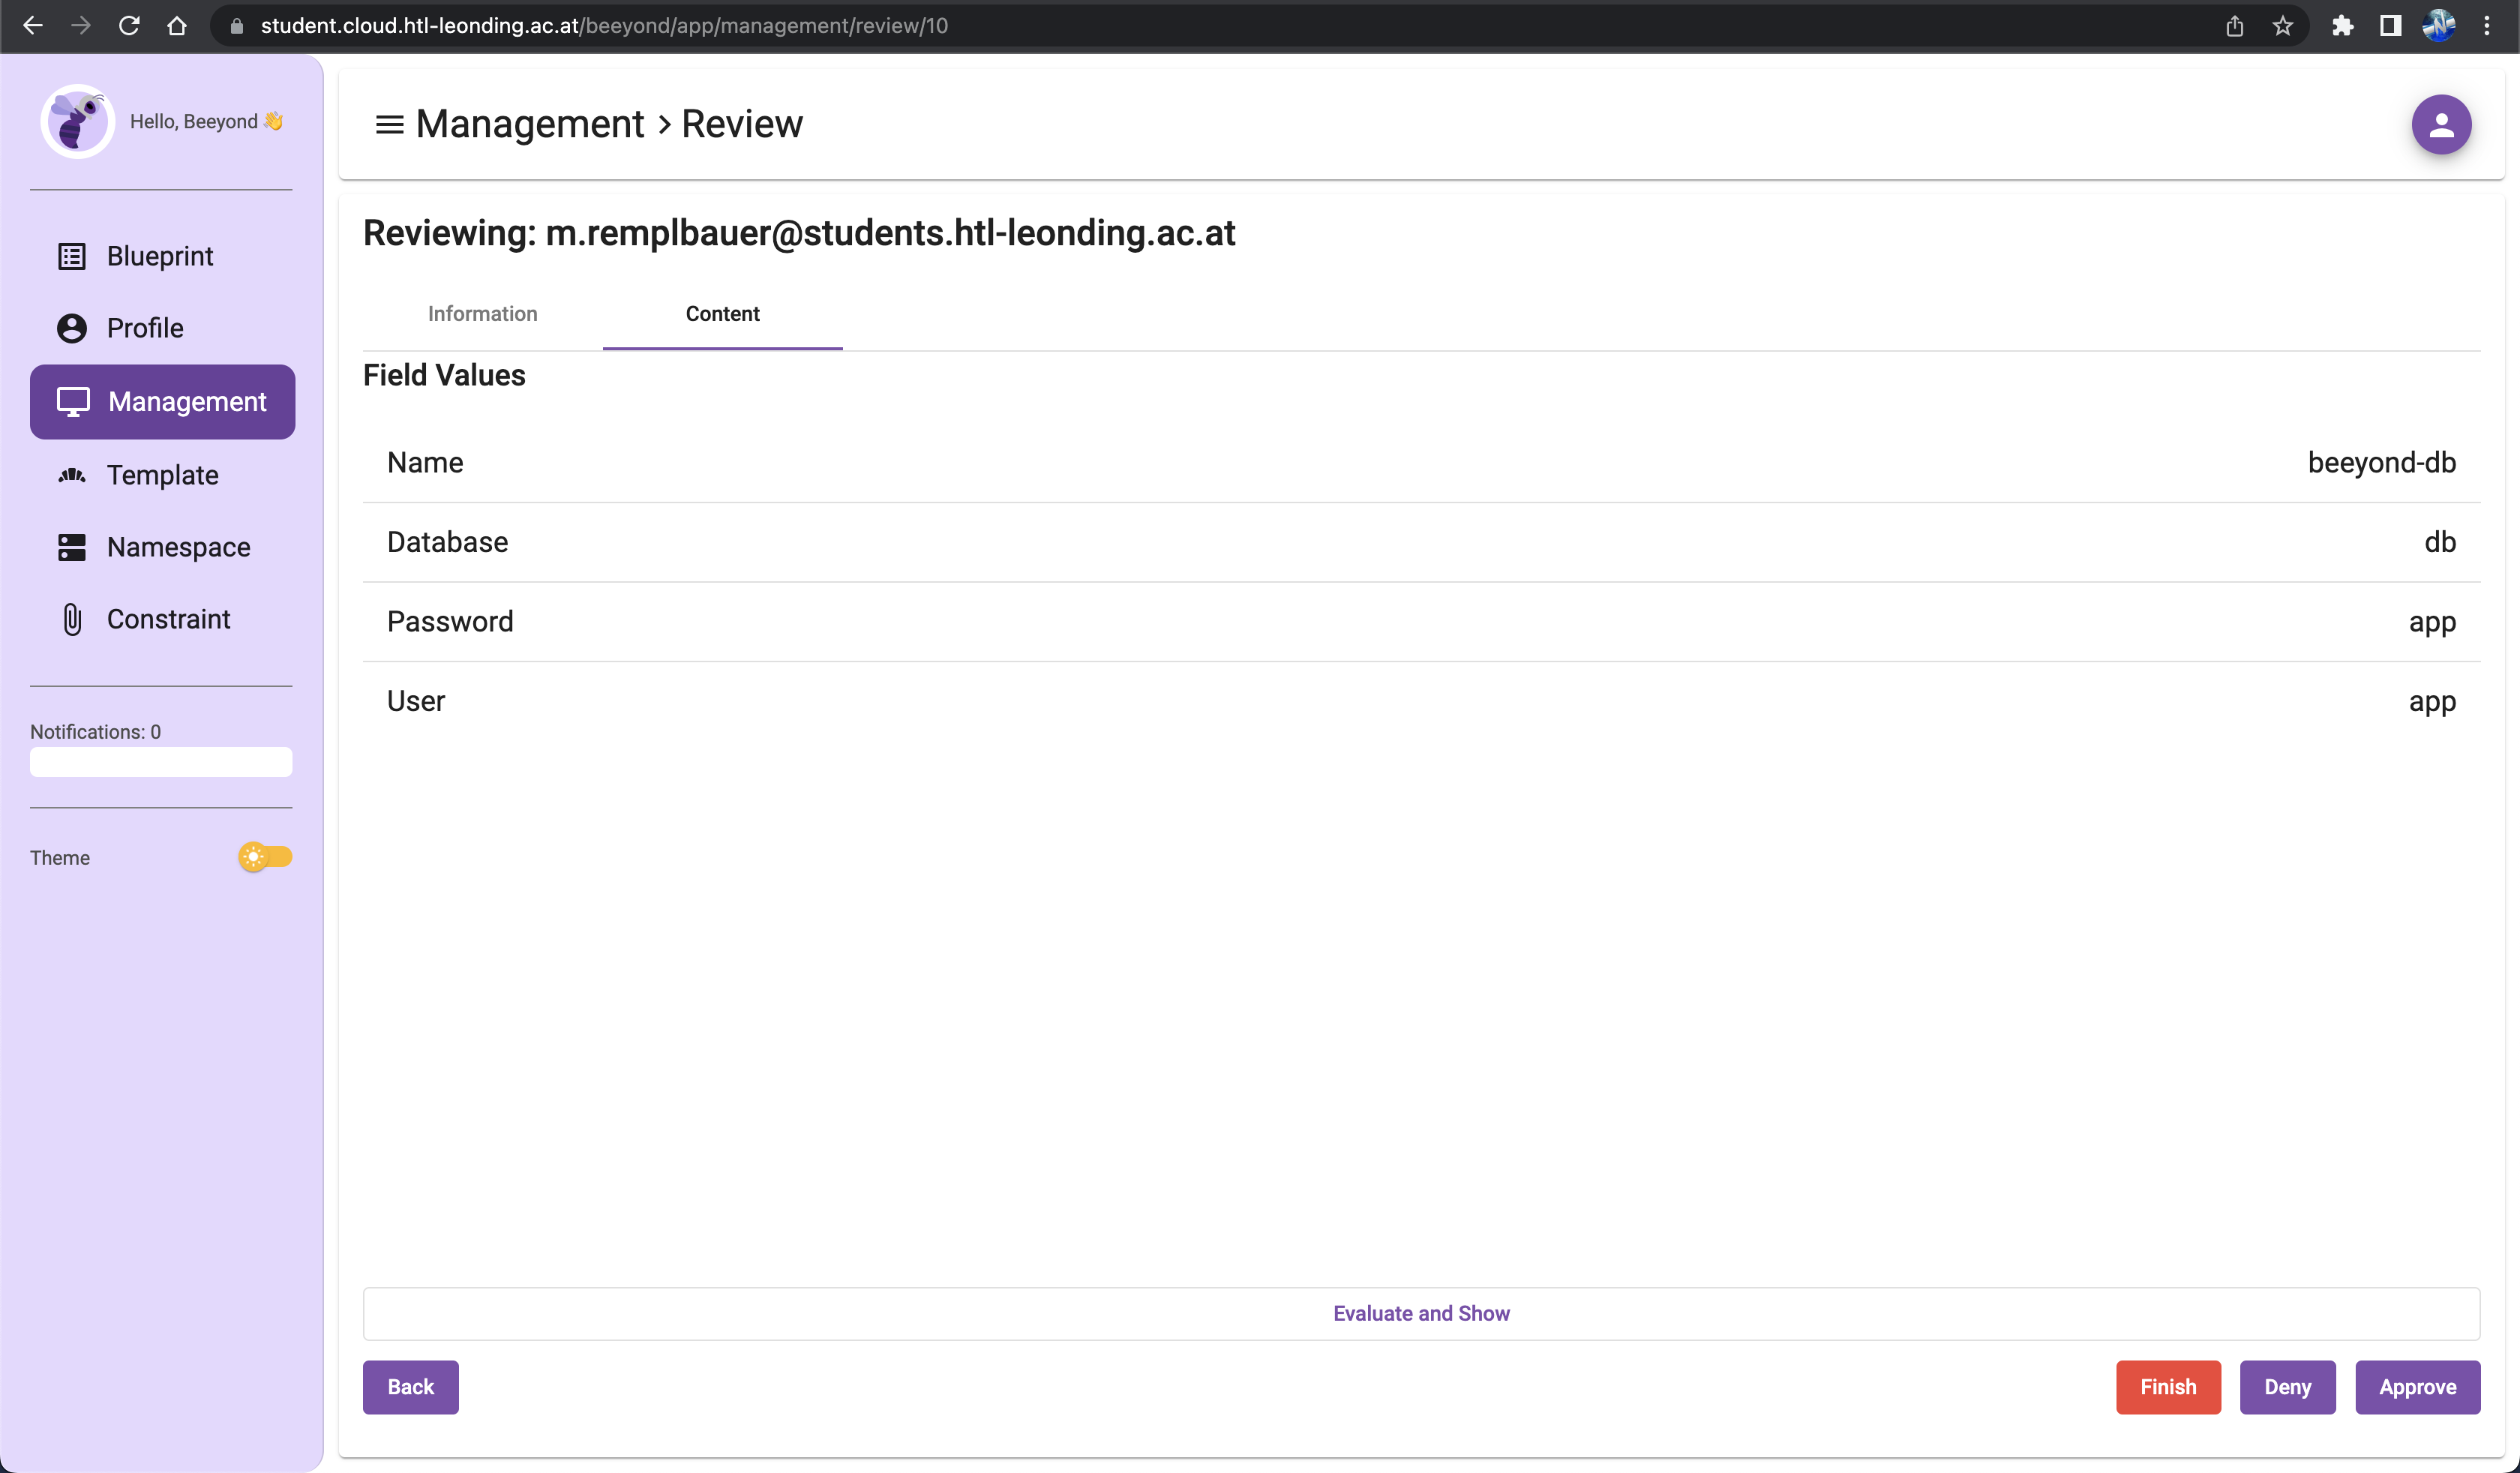 student.cloud.htl-leonding.ac.at/beeyond/app/management/review/10
Hello, Beeyond 👋
Blueprint
Profile
Management
Template
Namespace
Constraint
Notifications: 0
Theme
Management > Review
Reviewing: m.remplbauer@students.htl-leonding.ac.at
Information Content
Field Values
Name beeyond-db
Database db
Password app
User app
Evaluate and Show
Back Finish Deny Approve